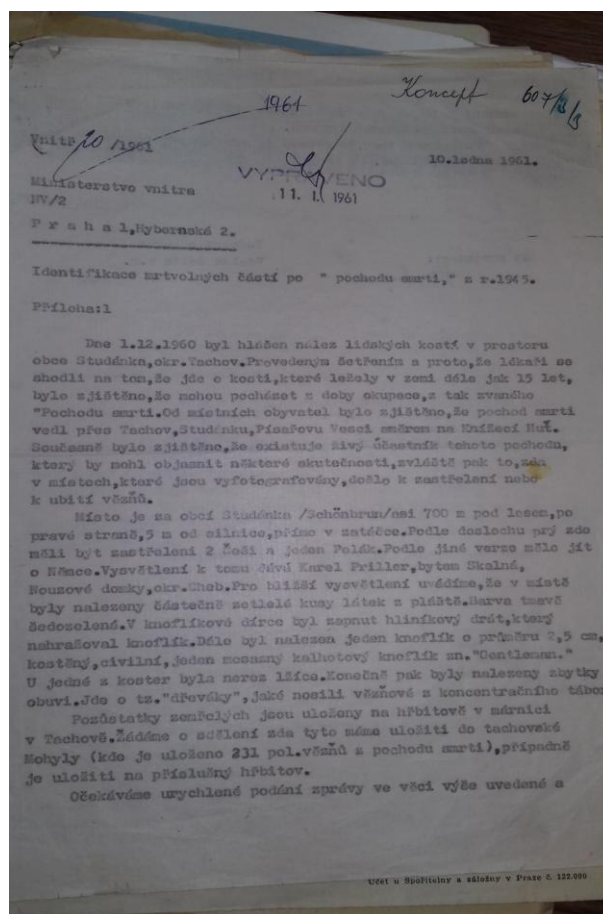 1961
Koncept 607/B/3
Vnitř 20/1961
10.ledna 1961.
VYPRAVENO
11. I. 1961
Ministerstvo vnitra
NV/2
P r a h a 1,Hybernská 2.
Identifikace mrtvolných částí po " pochodu smrti," z r.1945.
Příloha:1
Dne 1.12.1960 byl hlášen nález lidských kostí v prostoru
obce Studánka,okr.Tachov.Provedeným šetřením a proto,že lékaři se
shodli na tom,že jde o kosti,které ležely v zemi déle jak 15 let,
bylo zjištěno,že mohou pocházet z doby okupace,z tak zvaného
"Pochodu smrti.Od místních obyvatel bylo zjištěno,že pochod smrti
vedl přes Tachov,Studánku,Písařovu Vesci směrem na Knížecí Huť.
Současně bylo zjištěno,že existuje živý účastník tohoto pochodu,
který by mohl objasnit některé skutečnosti,zvláště pak to,zda
v místech,které jsou vyfotografovány,došlo k zastřelení nebo
k ubití vězňů.
Místo je za obcí Studánka /Schönbrun/asi 700 m pod lesem,po
pravé straně,5 m od silnice,přímo v zatáčce.Podle doslechu prý zde
měli být zastřeleni 2 Češi a jeden Polák.Podle jiné verze mělo jít
o Němce.Vysvětlení k tomu dává Karel Priller,bytem Skalná,
Nouzové domky,okr.Cheb.Pro bližší vysvětlení uvádíme,že v místě
byly nalezeny částečně zetlelé kusy látek z pláště.Barva tmavě
šedozelená.V knoflíkové dírce byl zapnut hliníkový drát,který
nahrašoval knoflík.Dále byl nalezen jeden knoflík o průměru 2,5 cm,
kostěný,civilní,jeden mosazný kalhotový knoflík zn."Gentleman."
U jedné z koster byla nerez lžíce.Konečně pak byly nalezeny zbytky
obuvi.Jde o tz."dřeváky",jaké nosili vězňové z koncentračního tábor
Pozůstatky zemřelých jsou uloženy na hřbitově v márnici
v Tachově.Žádáme o sdělení zda tyto máme uložiti do tachovské
Mohyly (kde je uloženo 231 pol.vězňů z pochodu smrti),případně
je uložiti na příslušný hřbitov.
Očekáváme urychlené podání zprávy ve věci výše uvedené a
Účet u Spořitelny a záložny v Praze č. 122.000